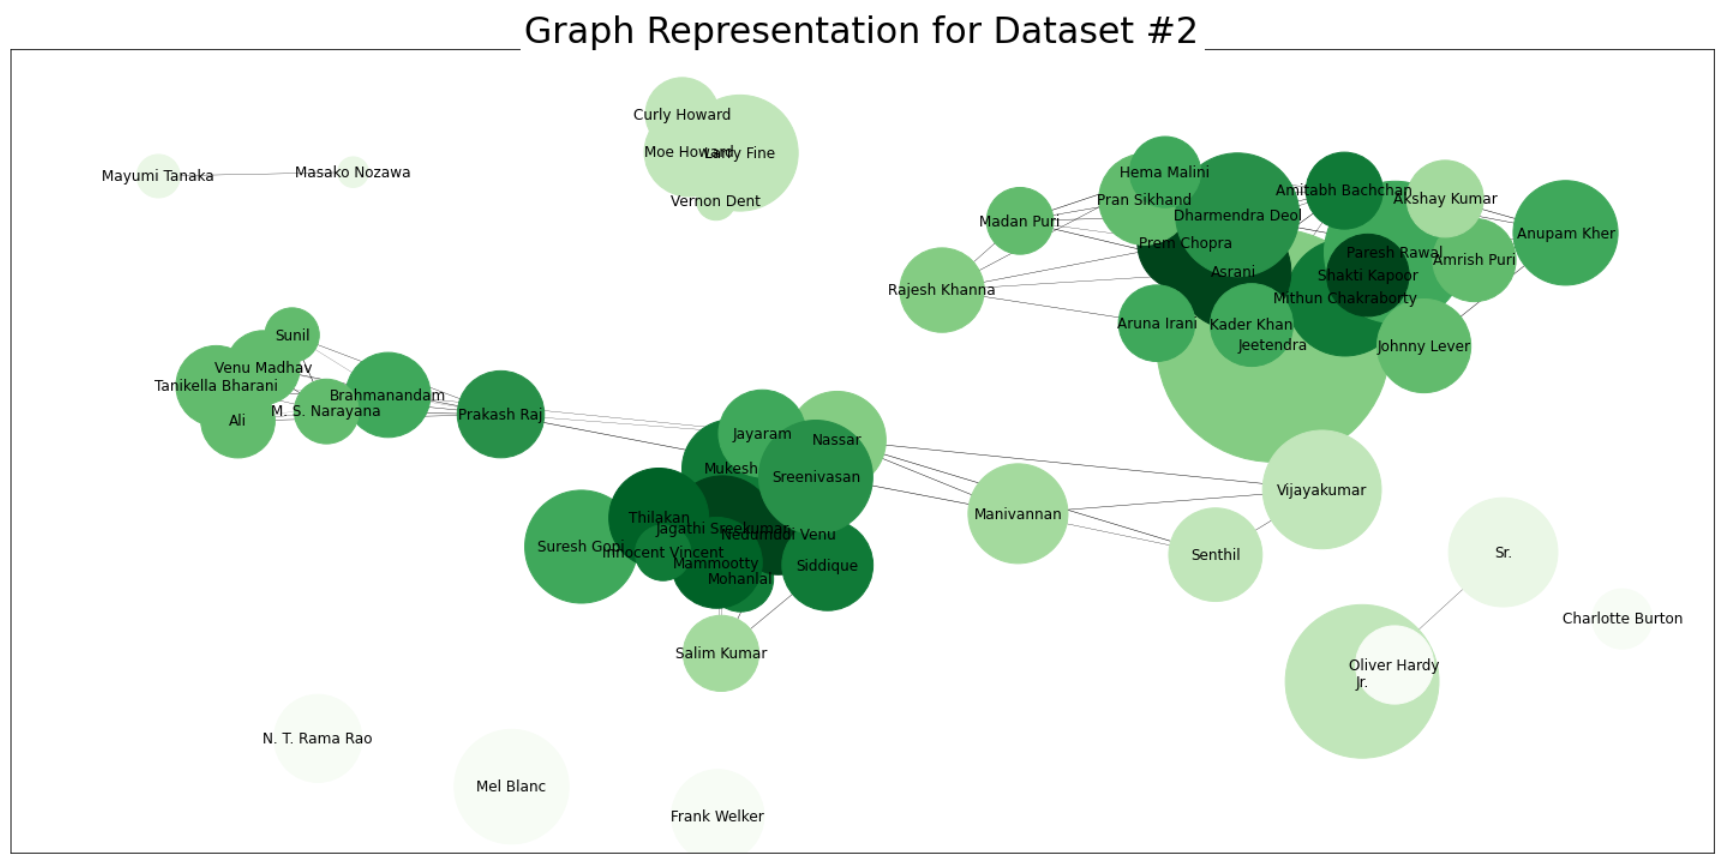 Graph Representation for Dataset #2
Curly Howard
Moe Howard
Larry Fine
Vernon Dent
Mayumi Tanaka
Masako Nozawa
Hema Malini
Pran Sikhand
Madan Puri
Dharmendra Deol
Amitabh Bachchan
Akshay Kumar
Anupam Kher
Prem Chopra
Paresh Rawal
Amrish Puri
Asrani
Shakti Kapoor
Rajesh Khanna
Mithun Chakraborty
Aruna Irani
Kader Khan
Jeetendra
Johnny Lever
Sunil
Venu Madhav
Tanikella Bharani
Brahmanandam
M. S. Narayana
Ali
Prakash Raj
Jayaram
Nassar
Mukesh
Sreenivasan
Thilakan
Jagathi Sreekumar
Nedumudi Venu
Suresh Gopi
Innocent Vincent
Mammootty
Mohanlal
Siddique
Salim Kumar
Manivannan
Vijayakumar
Senthil
Sr.
Charlotte Burton
Oliver Hardy
Jr.
N. T. Rama Rao
Mel Blanc
Frank Welker